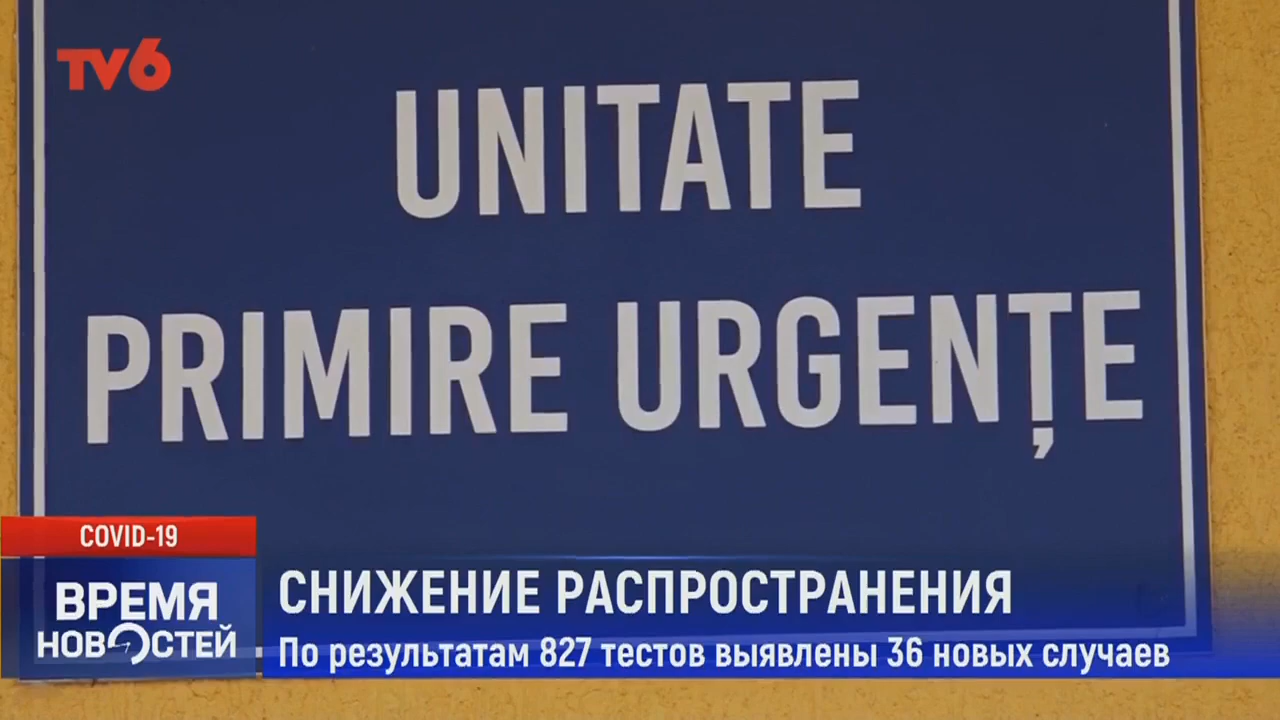 TV6
UNITATE
PRIMIRE URGENȚE
COVID-19
ВРЕМЯ
НОВОСТЕЙ
СНИЖЕНИЕ РАСПРОСТРАНЕНИЯ
По результатам 827 тестов выявлены 36 новых случаев